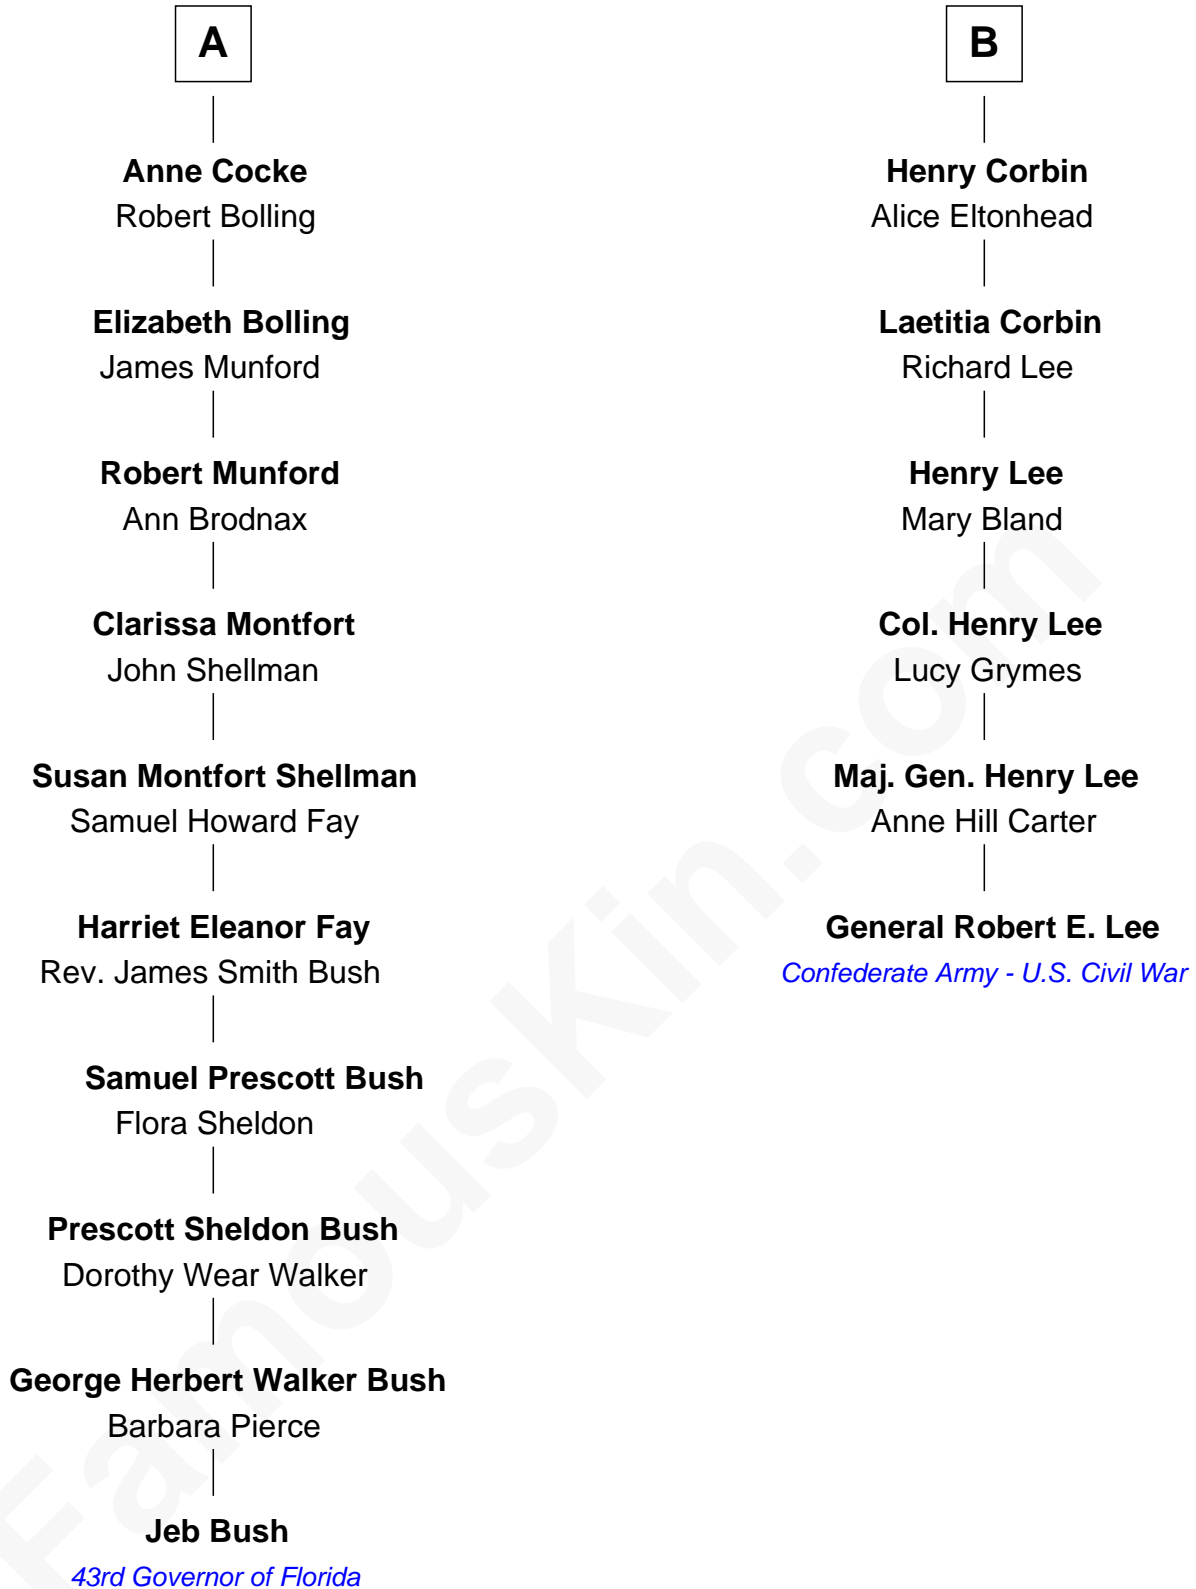 A
Anne Cocke
Robert Bolling
Elizabeth Bolling
James Munford
Robert Munford
Ann Brodnax
Clarissa Montfort
John Shellman
Susan Montfort Shellman
Samuel Howard Fay
Harriet Eleanor Fay
Rev. James Smith Bush
Samuel Prescott Bush
Flora Sheldon
Prescott Sheldon Bush
Dorothy Wear Walker
George Herbert Walker Bush
Barbara Pierce
Jeb Bush
43rd Governor of Florida
B
Henry Corbin
Alice Eltonhead
Laetitia Corbin
Richard Lee
Henry Lee
Mary Bland
Col. Henry Lee
Lucy Grymes
Maj. Gen. Henry Lee
Anne Hill Carter
General Robert E. Lee
Confederate Army - U.S. Civil War
FamousKin.com